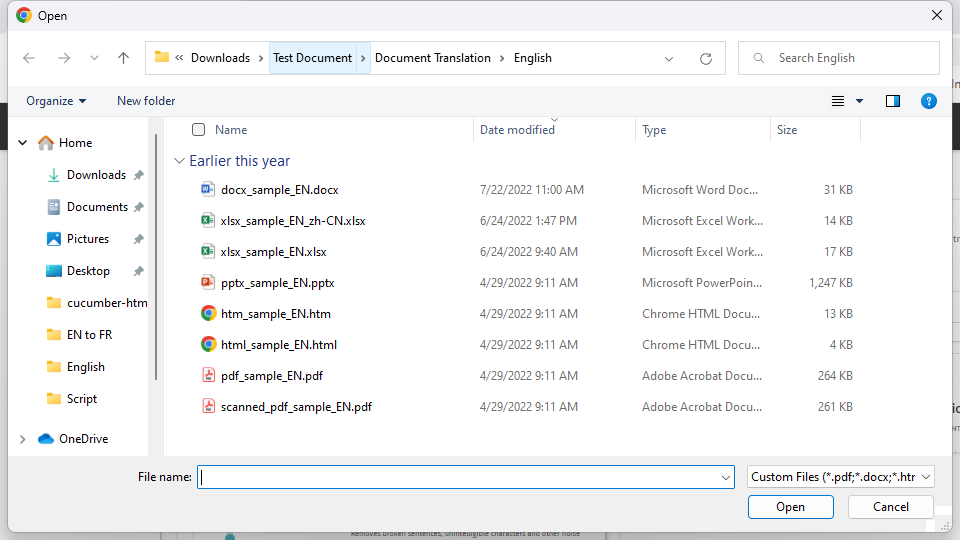 Open
« Downloads > Test Document > Document Translation > English
Search English
Organize
New folder
Name
Date modified
Type
Size
Home
Downloads
Documents
Pictures
Desktop
cucumber-htm
EN to FR
English
Script
OneDrive
Earlier this year
docx_sample_EN.docx 7/22/2022 11:00 AM Microsoft Word Doc... 31 KB
xlsx_sample_EN_zh-CN.xlsx 6/24/2022 1:47 PM Microsoft Excel Work... 14 KB
xlsx_sample_EN.xlsx 6/24/2022 9:40 AM Microsoft Excel Work... 17 KB
pptx_sample_EN.pptx 4/29/2022 9:11 AM Microsoft PowerPoin... 1,247 KB
htm_sample_EN.htm 4/29/2022 9:11 AM Chrome HTML Docu... 13 KB
html_sample_EN.html 4/29/2022 9:11 AM Chrome HTML Docu... 4 KB
pdf_sample_EN.pdf 4/29/2022 9:11 AM Adobe Acrobat Docu... 264 KB
scanned_pdf_sample_EN.pdf 4/29/2022 9:11 AM Adobe Acrobat Docu... 261 KB
File name:
Custom Files (*.pdf;*.docx;*.htr
Open
Cancel
Removes broken sentences, unintelligible characters and other noise